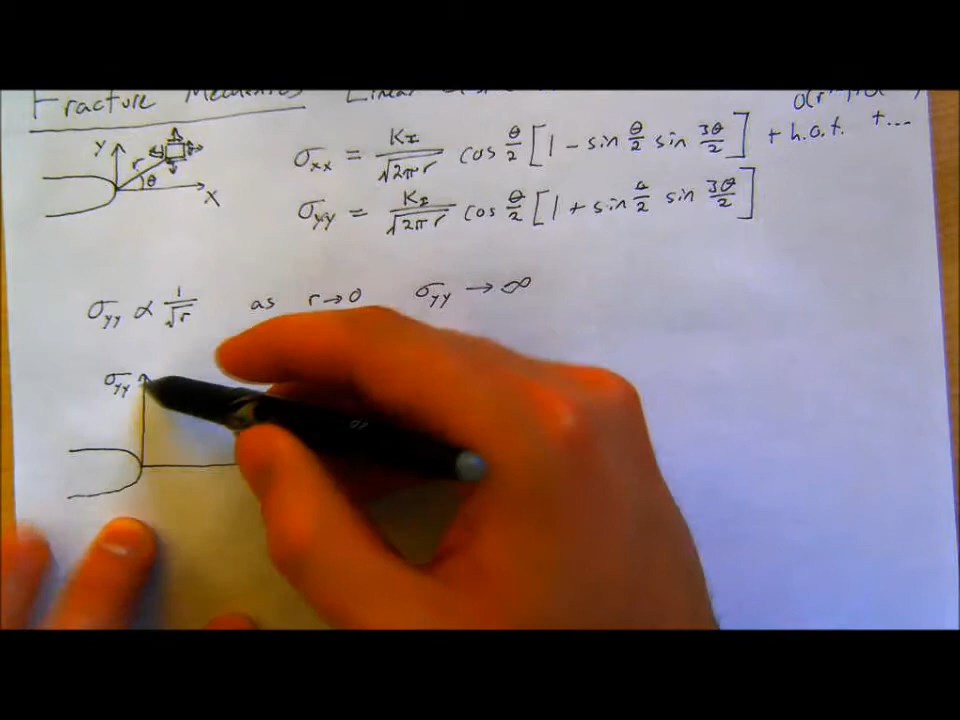 Fracture Mechanics Linear
Y r θ X
σxx = KI/√(2πr) cos θ/2 [1 - sin θ/2 sin 3θ/2] + h.o.t. + ...
σyy = KI/√(2πr) cos θ/2 [1 + sin θ/2 sin 3θ/2]
σyy ∝ 1/√r as r→0 σyy → ∞
σyy